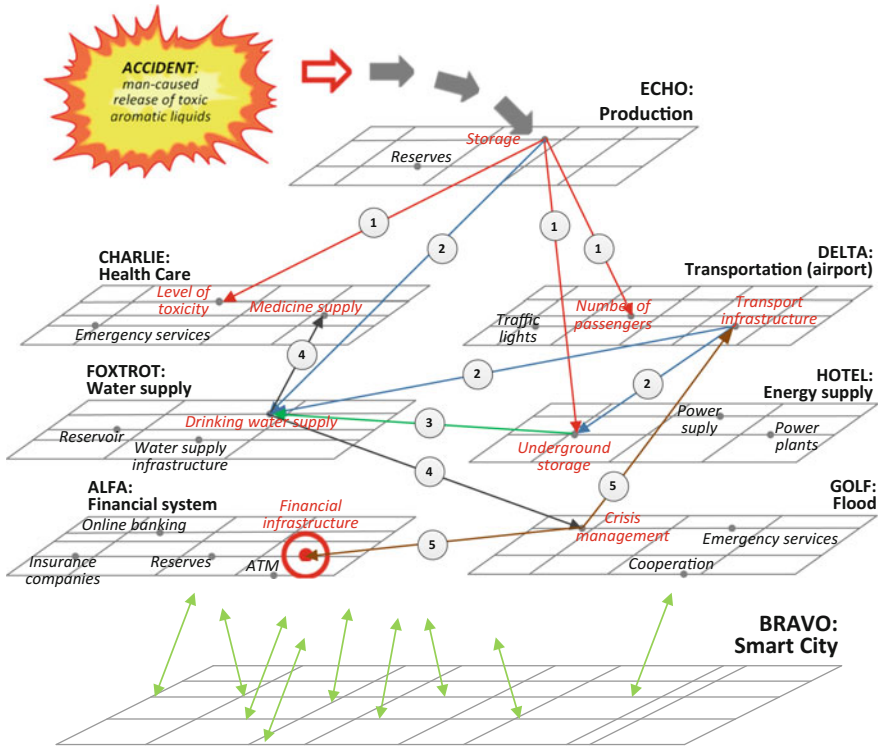 ACCIDENT:
man-caused
release of toxic
aromatic liquids
ECHO:
Production
Storage
Reserves
1
2
1
1
CHARLIE:
Health Care
Level of
toxicity
Medicine supply
Emergency services
DELTA:
Transportation (airport)
Number of
passengers
Transport
infrastructure
Traffic
lights
4
2
2
FOXTROT:
Water supply
Drinking water supply
Reservoir
Water supply
infrastructure
3
HOTEL:
Energy supply
Power
suply
Power
plants
Underground
storage
4
5
ALFA:
Financial system
Financial
infrastructure
Online banking
Insurance
companies
Reserves
ATM
5
GOLF:
Flood
Crisis
management
Emergency services
Cooperation
BRAVO:
Smart City